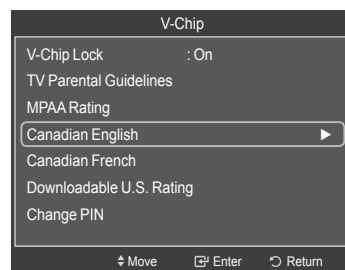 V-Chip
V-Chip Lock : On
TV Parental Guidelines
MPAA Rating
Canadian English ►
Canadian French
Downloadable U.S. Rating
Change PIN
Move Enter Return